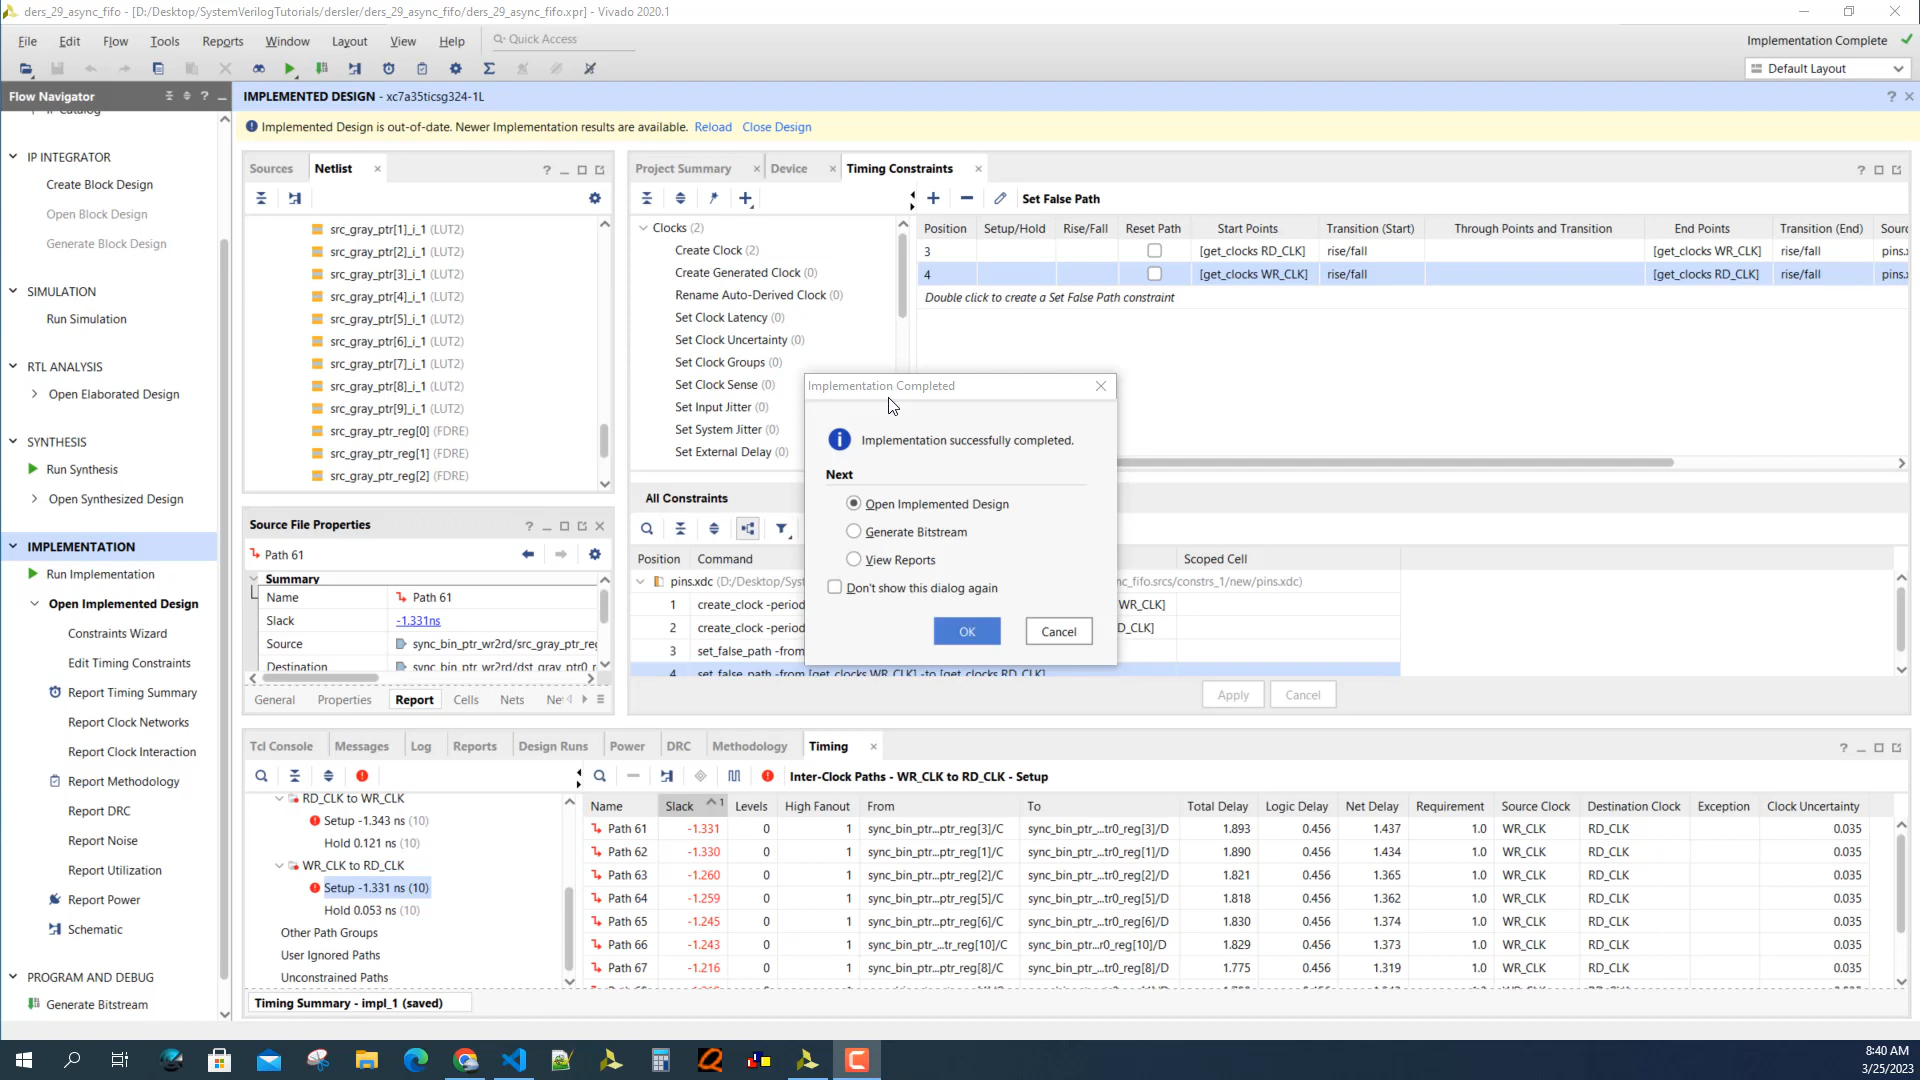 ders_29_async_fifo - [D:/Desktop/SystemVerilogTutorials/dersler/ders_29_async_fifo/ders_29_async_fifo.xpr] - Vivado 2020.1
File Edit Flow Tools Reports Window Layout View Help Quick Access Implementation Complete
Default Layout
Flow Navigator
IMPLEMENTED DESIGN - xc7a35ticsg324-1L
Implemented Design is out-of-date. Newer Implementation results are available. Reload Close Design
IP Catalog
IP INTEGRATOR
Create Block Design
Open Block Design
Generate Block Design
SIMULATION
Run Simulation
RTL ANALYSIS
Open Elaborated Design
SYNTHESIS
Run Synthesis
Open Synthesized Design
IMPLEMENTATION
Run Implementation
Open Implemented Design
Constraints Wizard
Edit Timing Constraints
Report Timing Summary
Report Clock Networks
Report Clock Interaction
Report Methodology
Report DRC
Report Noise
Report Utilization
Report Power
Schematic
PROGRAM AND DEBUG
Generate Bitstream
Sources Netlist
src_gray_ptr[1]_i_1 (LUT2)
src_gray_ptr[2]_i_1 (LUT2)
src_gray_ptr[3]_i_1 (LUT2)
src_gray_ptr[4]_i_1 (LUT2)
src_gray_ptr[5]_i_1 (LUT2)
src_gray_ptr[6]_i_1 (LUT2)
src_gray_ptr[7]_i_1 (LUT2)
src_gray_ptr[8]_i_1 (LUT2)
src_gray_ptr[9]_i_1 (LUT2)
src_gray_ptr_reg[0] (FDRE)
src_gray_ptr_reg[1] (FDRE)
src_gray_ptr_reg[2] (FDRE)
Source File Properties
Path 61
Summary
Name Path 61
Slack -1.331ns
Source sync_bin_ptr_wr2rd/src_gray_ptr_re
Destination sync_bin_ptr_wr2rd/dst_gray_ptr0_r
General Properties Report Cells Nets Ne
Project Summary Device Timing Constraints
Clocks (2)
Create Clock (2)
Create Generated Clock (0)
Rename Auto-Derived Clock (0)
Set Clock Latency (0)
Set Clock Uncertainty (0)
Set Clock Groups (0)
Set Clock Sense (0)
Set Input Jitter (0)
Set System Jitter (0)
Set External Delay (0)
Set False Path
Position Setup/Hold Rise/Fall Reset Path Start Points Transition (Start) Through Points and Transition End Points Transition (End) Sourc
3 [get_clocks RD_CLK] rise/fall [get_clocks WR_CLK] rise/fall pins.x
4 [get_clocks WR_CLK] rise/fall [get_clocks RD_CLK] rise/fall pins.x
Double click to create a Set False Path constraint
All Constraints
Position Command Scoped Cell
pins.xdc (D:/Desktop/Syst nc_fifo.srcs/constrs_1/new/pins.xdc)
1 create_clock -period WR_CLK]
2 create_clock -period D_CLK]
3 set_false_path -from
4 set_false_path -from [get_clocks WR_CLK] -to [get_clocks RD_CLK]
Apply Cancel
Implementation Completed
Implementation successfully completed.
Next
Open Implemented Design
Generate Bitstream
View Reports
Don't show this dialog again
OK Cancel
Tcl Console Messages Log Reports Design Runs Power DRC Methodology Timing
RD_CLK to WR_CLK
Setup -1.343 ns (10)
Hold 0.121 ns (10)
WR_CLK to RD_CLK
Setup -1.331 ns (10)
Hold 0.053 ns (10)
Other Path Groups
User Ignored Paths
Unconstrained Paths
Timing Summary - impl_1 (saved)
Inter-Clock Paths - WR_CLK to RD_CLK - Setup
Name Slack 1 Levels High Fanout From To Total Delay Logic Delay Net Delay Requirement Source Clock Destination Clock Exception Clock Uncertainty
Path 61 -1.331 0 1 sync_bin_ptr...ptr_reg[3]/C sync_bin_ptr_...tr0_reg[3]/D 1.893 0.456 1.437 1.0 WR_CLK RD_CLK 0.035
Path 62 -1.330 0 1 sync_bin_ptr...ptr_reg[1]/C sync_bin_ptr_...tr0_reg[1]/D 1.890 0.456 1.434 1.0 WR_CLK RD_CLK 0.035
Path 63 -1.260 0 1 sync_bin_ptr...ptr_reg[2]/C sync_bin_ptr_...tr0_reg[2]/D 1.821 0.456 1.365 1.0 WR_CLK RD_CLK 0.035
Path 64 -1.259 0 1 sync_bin_ptr...ptr_reg[5]/C sync_bin_ptr_...tr0_reg[5]/D 1.818 0.456 1.362 1.0 WR_CLK RD_CLK 0.035
Path 65 -1.245 0 1 sync_bin_ptr...ptr_reg[6]/C sync_bin_ptr_...tr0_reg[6]/D 1.830 0.456 1.374 1.0 WR_CLK RD_CLK 0.035
Path 66 -1.243 0 1 sync_bin_ptr_...tr_reg[10]/C sync_bin_ptr...r0_reg[10]/D 1.829 0.456 1.373 1.0 WR_CLK RD_CLK 0.035
Path 67 -1.216 0 1 sync_bin_ptr...ptr_reg[8]/C sync_bin_ptr_...tr0_reg[8]/D 1.775 0.456 1.319 1.0 WR_CLK RD_CLK 0.035
8:40 AM
3/25/2023